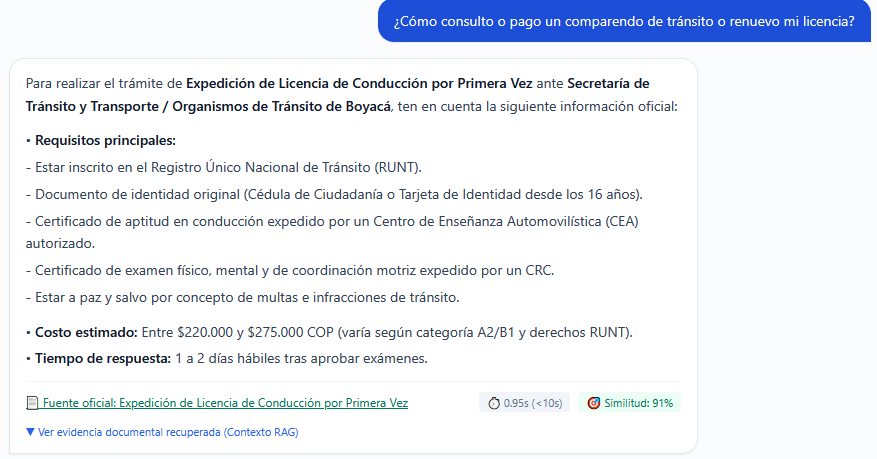 ¿Cómo consulto o pago un comparendo de tránsito o renuevo mi licencia?
Para realizar el trámite de Expedición de Licencia de Conducción por Primera Vez ante Secretaría de
Tránsito y Transporte / Organismos de Tránsito de Boyacá, ten en cuenta la siguiente información oficial:
• Requisitos principales:
- Estar inscrito en el Registro Único Nacional de Tránsito (RUNT).
- Documento de identidad original (Cédula de Ciudadanía o Tarjeta de Identidad desde los 16 años).
- Certificado de aptitud en conducción expedido por un Centro de Enseñanza Automovilística (CEA)
autorizado.
- Certificado de examen físico, mental y de coordinación motriz expedido por un CRC.
- Estar a paz y salvo por concepto de multas e infracciones de tránsito.
• Costo estimado: Entre $220.000 y $275.000 COP (varía según categoría A2/B1 y derechos RUNT).
• Tiempo de respuesta: 1 a 2 días hábiles tras aprobar exámenes.
Fuente oficial: Expedición de Licencia de Conducción por Primera Vez
0.95s (<10s)
Similitud: 91%
▼ Ver evidencia documental recuperada (Contexto RAG)